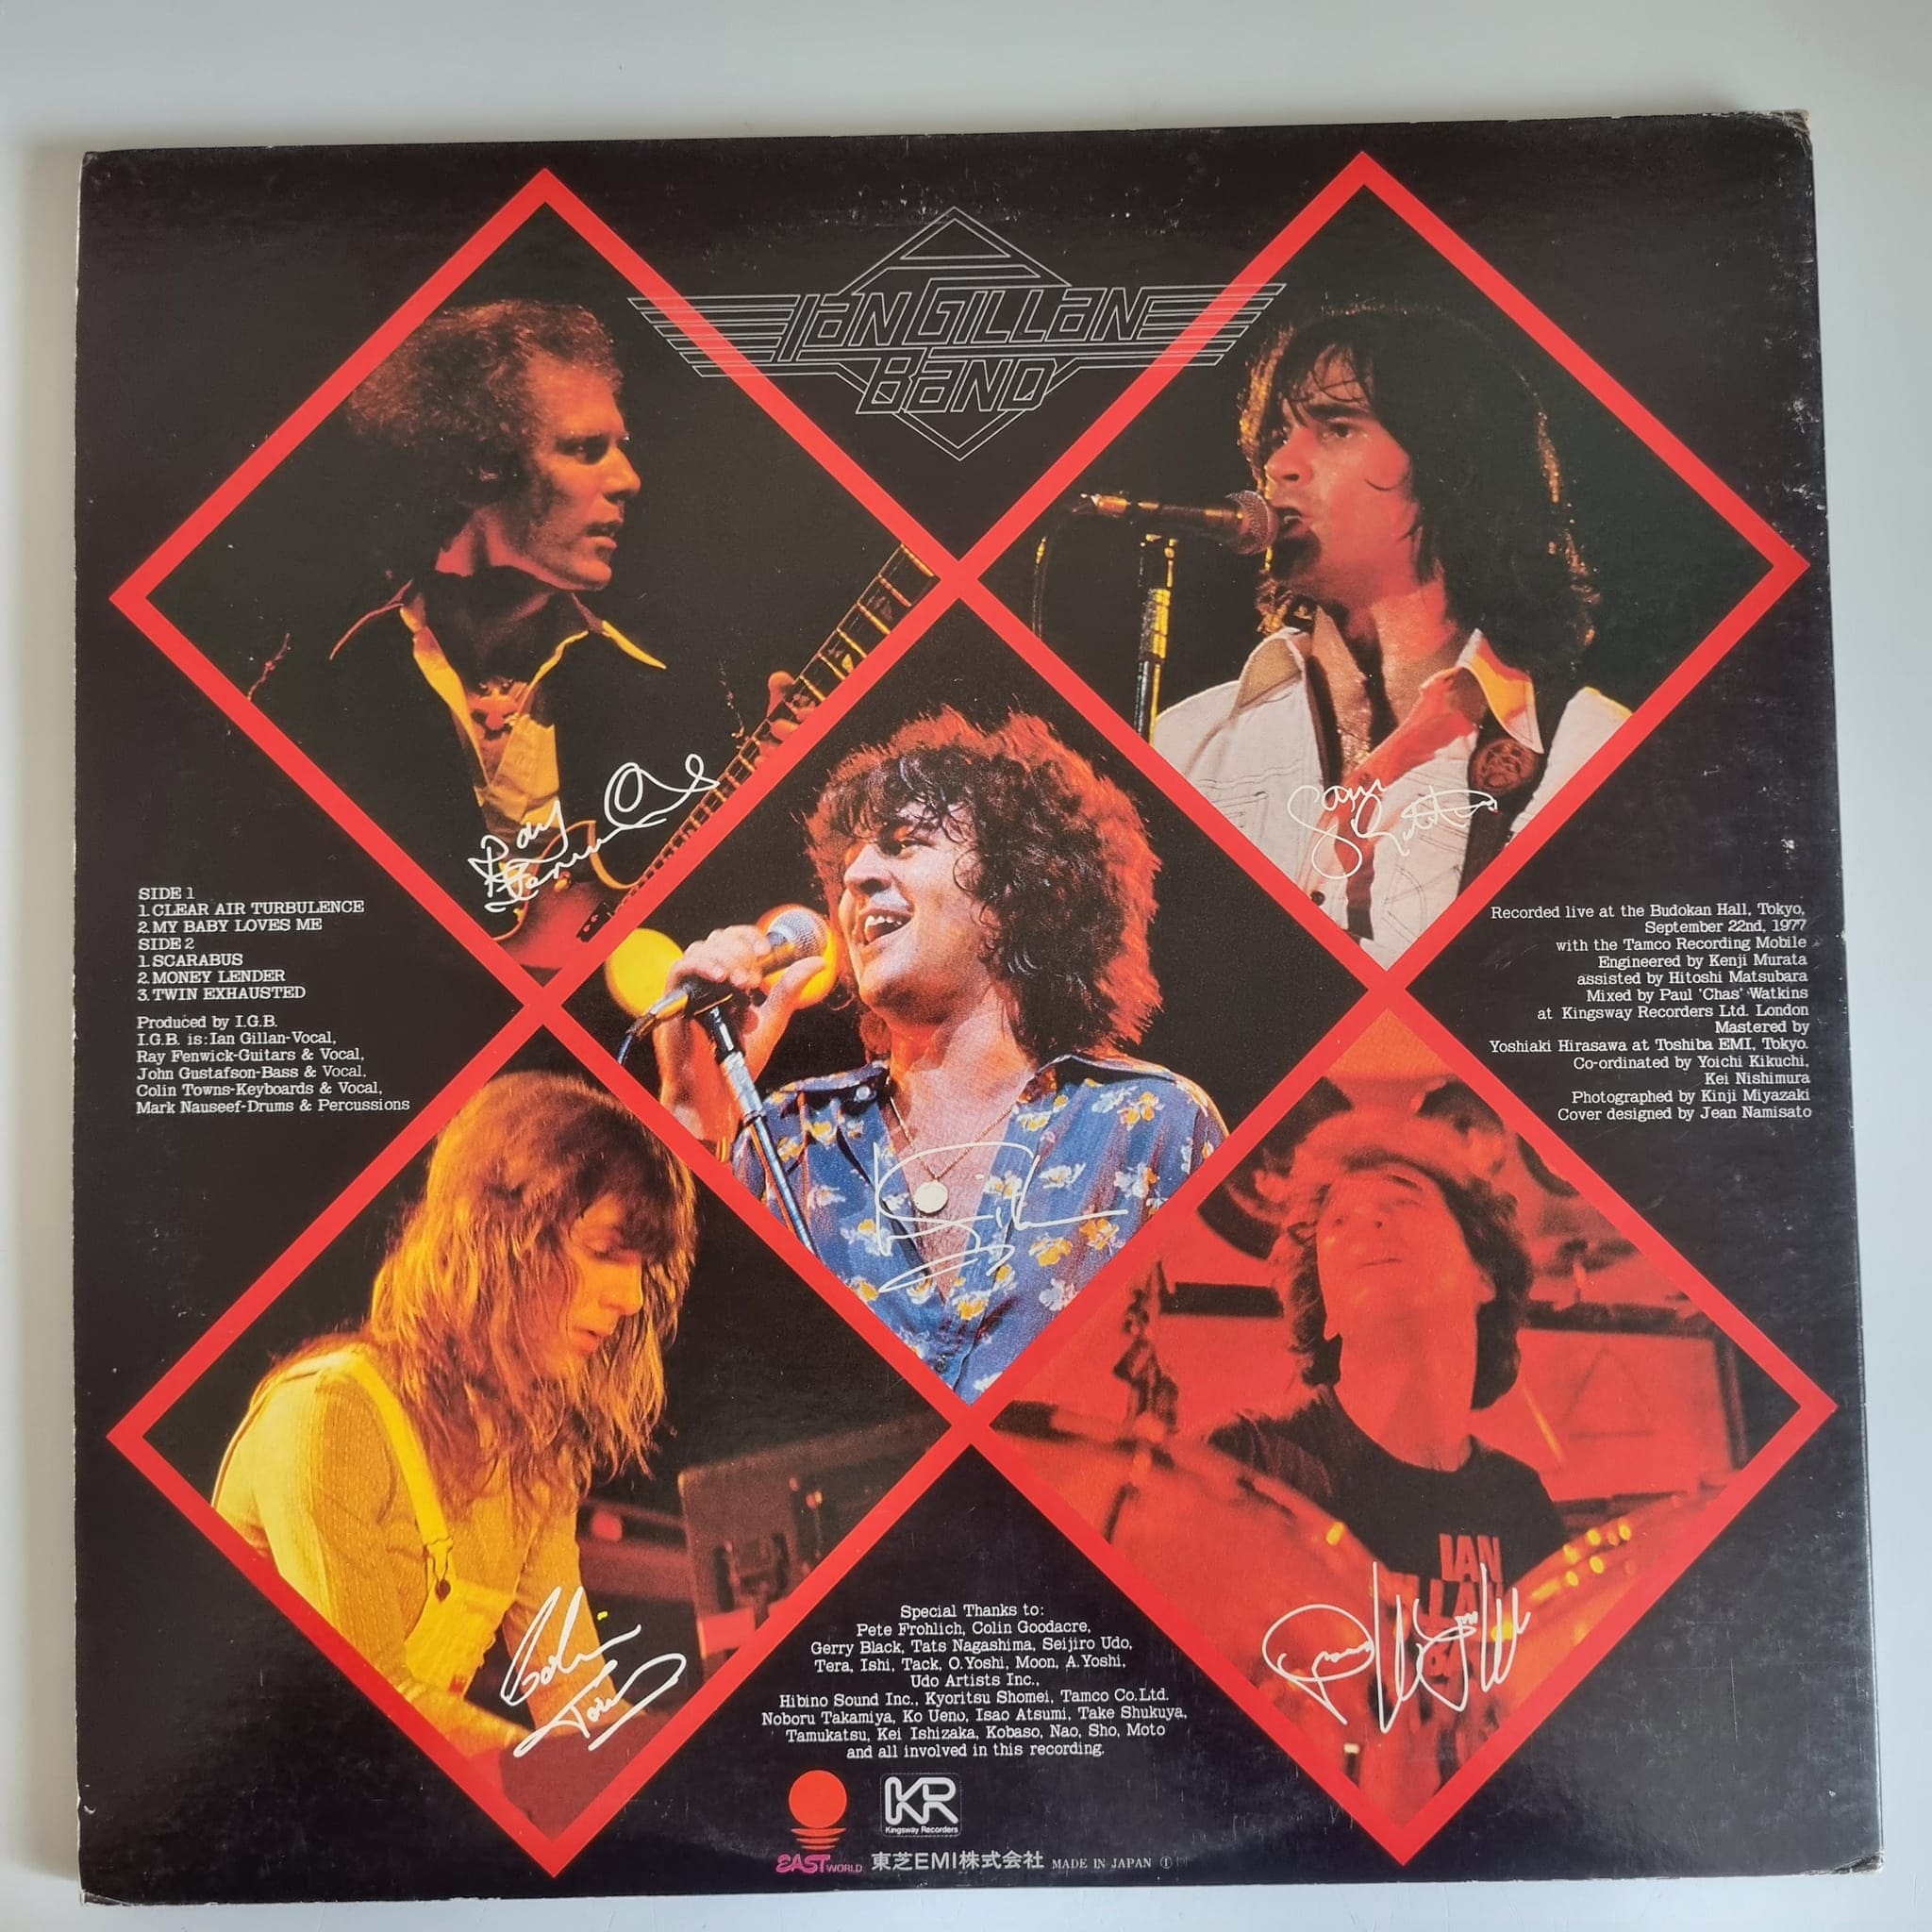 IAN GILLAN
BAND
Ray Fenwick
SIDE 1
1. CLEAR AIR TURBULENCE
2. MY BABY LOVES ME
SIDE 2
1. SCARABUS
2. MONEY LENDER
3. TWIN EXHAUSTED
Produced by I.G.B.
I.G.B. is: Ian Gillan-Vocal,
Ray Fenwick-Guitars & Vocal,
John Gustafson-Bass & Vocal.
Colin Towns-Keyboards & Vocal,
Mark Nauseef-Drums & Percussions
Recorded live at the Budokan Hall, Tokyo,
September 22nd, 1977
with the Tamco Recording Mobile
Engineered by Kenji Murata
assisted by Hitoshi Matsubara
Mixed by Paul 'Chas' Watkins
at Kingsway Recorders Ltd. London
Mastered by
Yoshiaki Hirasawa at Toshiba EMI, Tokyo.
Co-ordinated by Yoichi Kikuchi,
Kei Nishimura
Photographed by Kinji Miyazaki
Cover designed by Jean Namisato
IAN
Colin
Towns
Special Thanks to:
Pete Frohlich, Colin Goodacre,
Gerry Black, Tats Nagashima, Seijiro Udo,
Tera, Ishi, Tack, O.Yoshi, Moon, A.Yoshi,
Udo Artists Inc.,
Hibino Sound Inc., Kyoritsu Shomei, Tamco Co.Ltd.
Noboru Takamiya, Ko Ueno, Isao Atsumi, Take Shukuya,
Tamukatsu, Kei Ishizaka, Kobaso, Nao, Sho, Moto
and all involved in this recording.
KR
Kingsway Recorders
EAST WORLD 東芝EMI株式会社 MADE IN JAPAN